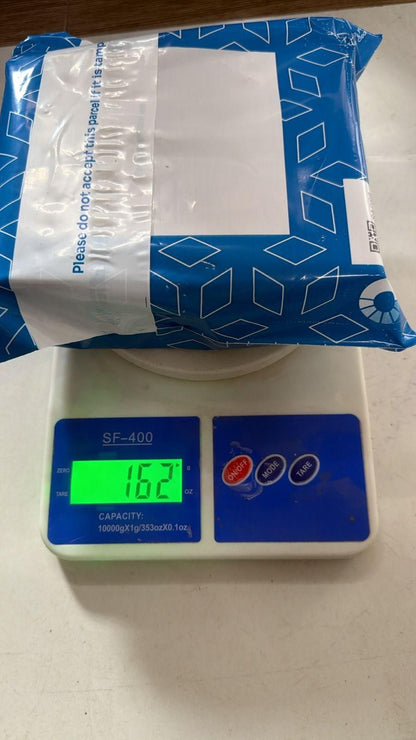 Please do not accept this parcel if it is tamp
SF-400
ZERO
162
g
TARE
OZ
CAPACITY:
10000gX1g/353ozX0.1oz
ON/OFF
MODE
TARE